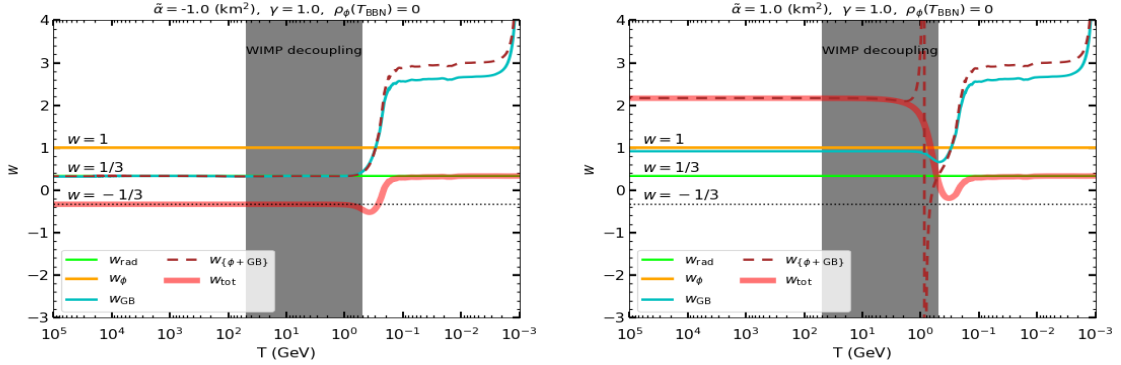 α̃ = -1.0 (km²), γ = 1.0, ρ_ϕ(T_BBN) = 0
4
3
2
1
0
−1
−2
−3
w
WIMP decoupling
w = 1
w = 1/3
w = −1/3
w_rad
w_ϕ
w_GB
w_{ϕ+GB}
w_tot
10⁵ 10⁴ 10³ 10² 10¹ 10⁰ 10⁻¹ 10⁻² 10⁻³
T (GeV)
α̃ = 1.0 (km²), γ = 1.0, ρ_ϕ(T_BBN) = 0
4
3
2
1
0
−1
−2
−3
w
WIMP decoupling
w = 1
w = 1/3
w = −1/3
w_rad
w_ϕ
w_GB
w_{ϕ+GB}
w_tot
10⁵ 10⁴ 10³ 10² 10¹ 10⁰ 10⁻¹ 10⁻² 10⁻³
T (GeV)